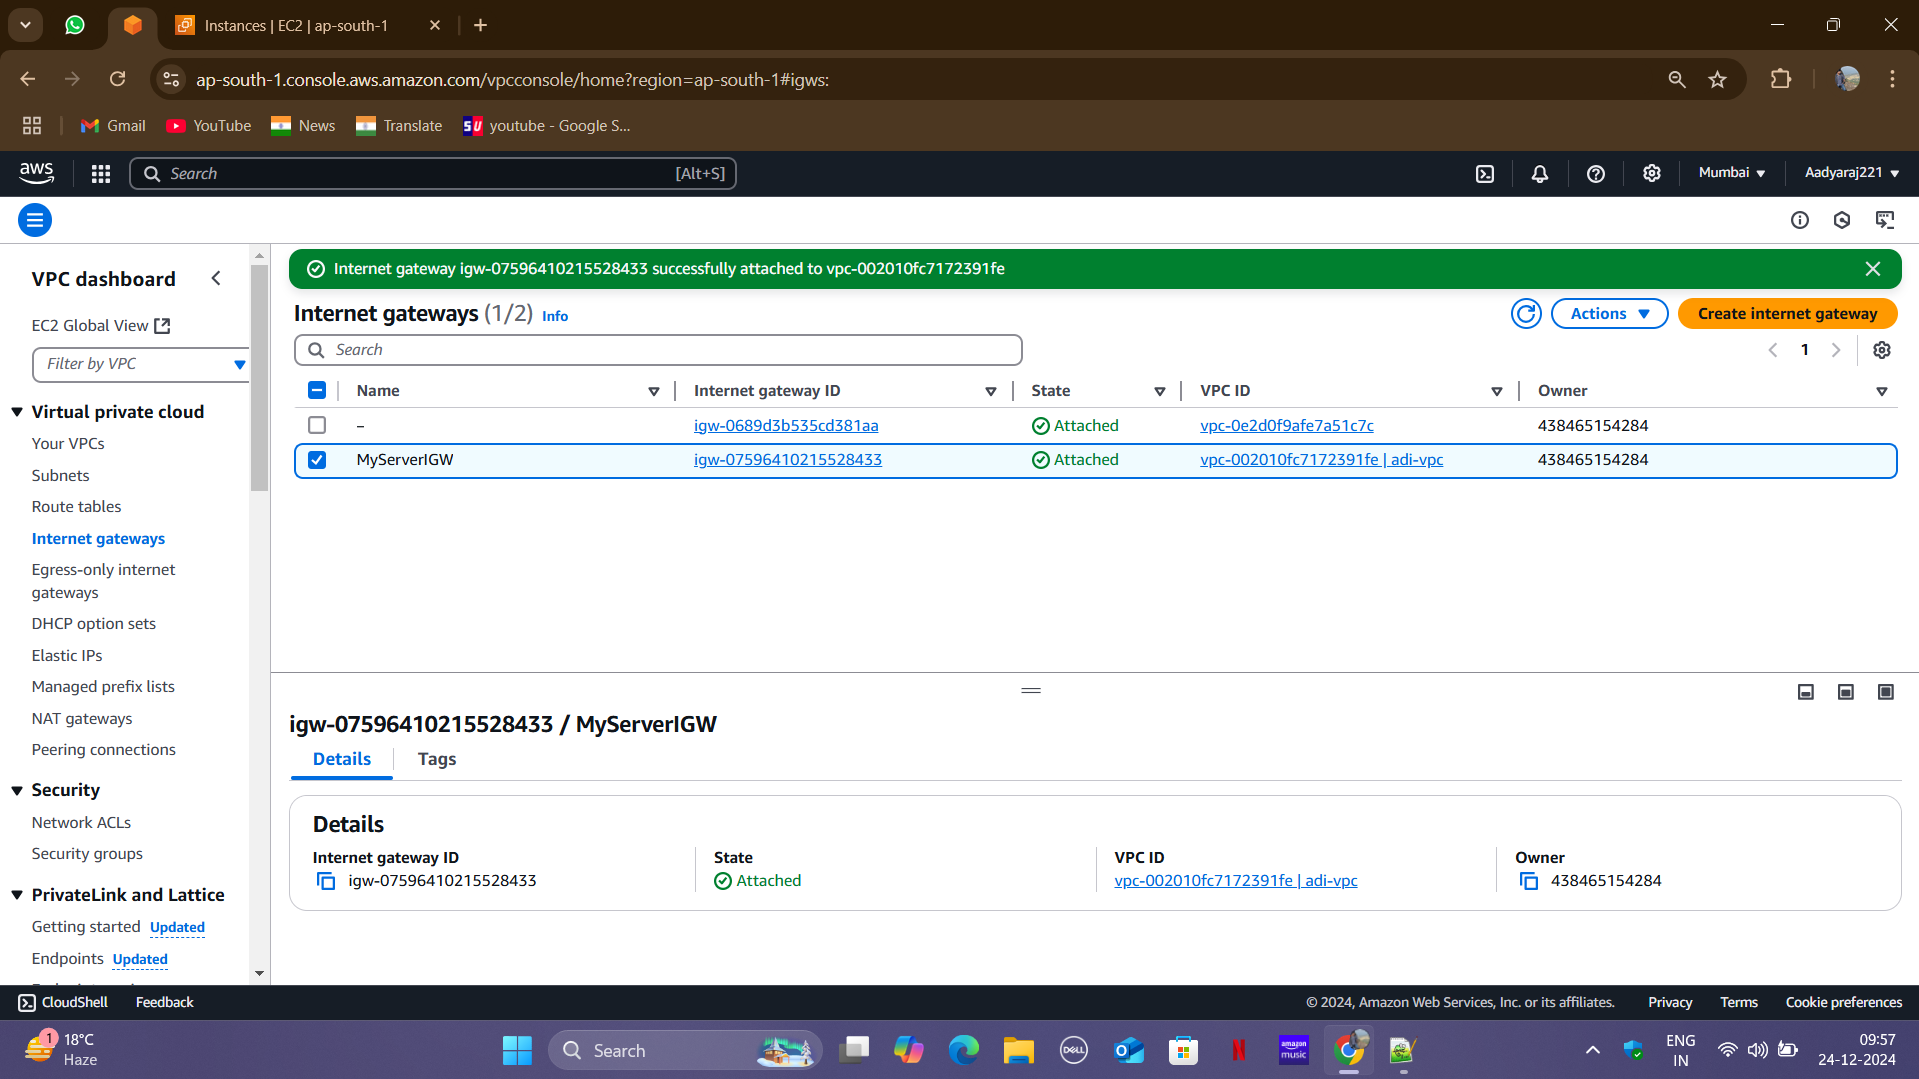 Instances | EC2 | ap-south-1
ap-south-1.console.aws.amazon.com/vpcconsole/home?region=ap-south-1#igws:
Gmail YouTube News Translate SU youtube - Google S...
aws Search [Alt+S] Mumbai Aadyaraj221
VPC dashboard
EC2 Global View
Filter by VPC
Virtual private cloud
Your VPCs
Subnets
Route tables
Internet gateways
Egress-only internet
gateways
DHCP option sets
Elastic IPs
Managed prefix lists
NAT gateways
Peering connections
Security
Network ACLs
Security groups
PrivateLink and Lattice
Getting started Updated
Endpoints Updated
Internet gateway igw-07596410215528433 successfully attached to vpc-002010fc7172391fe
Internet gateways (1/2) Info
Actions Create internet gateway
Search
1
Name Internet gateway ID State VPC ID Owner
– igw-0689d3b535cd381aa Attached vpc-0e2d0f9afe7a51c7c 438465154284
MyServerIGW igw-07596410215528433 Attached vpc-002010fc7172391fe | adi-vpc 438465154284
igw-07596410215528433 / MyServerIGW
Details Tags
Details
Internet gateway ID State VPC ID Owner
igw-07596410215528433 Attached vpc-002010fc7172391fe | adi-vpc 438465154284
CloudShell Feedback © 2024, Amazon Web Services, Inc. or its affiliates. Privacy Terms Cookie preferences
1
18°C
Haze
Search
DELL
amazon
music
ENG
IN
09:57
24-12-2024